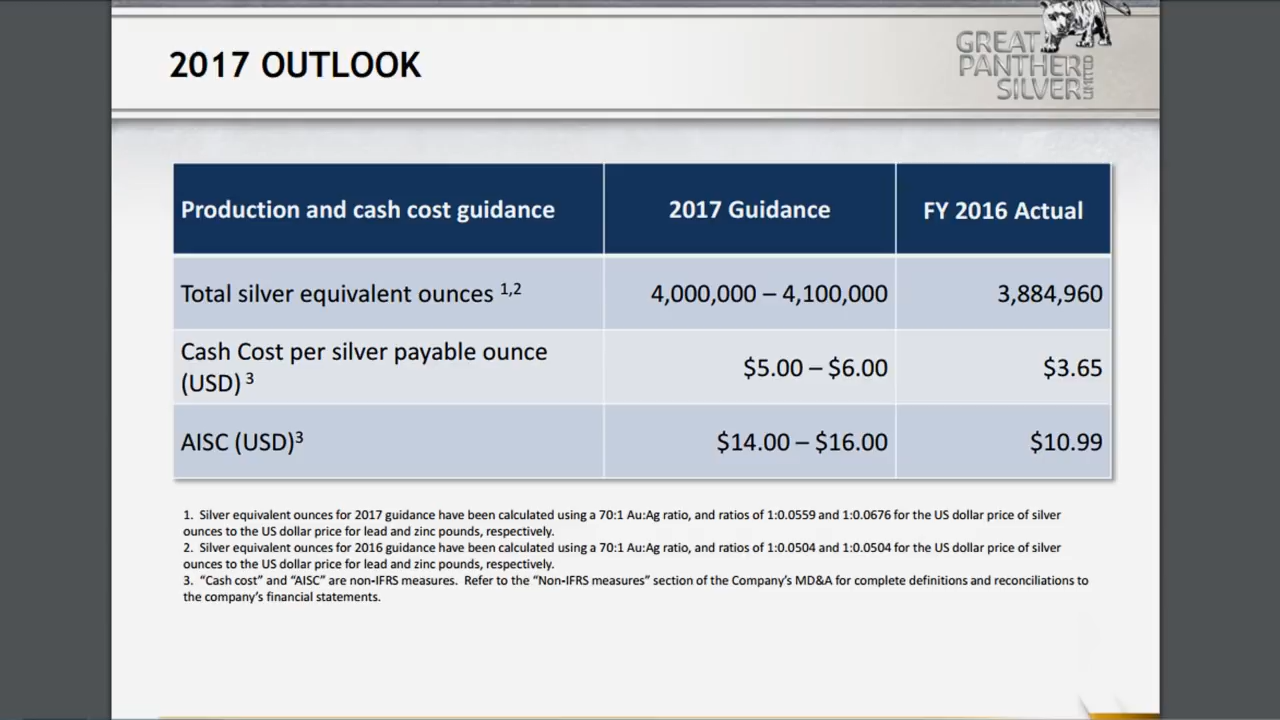 2017 OUTLOOK
GREAT
PANTHER
SILVER
LIMITED
Production and cash cost guidance
2017 Guidance
FY 2016 Actual
Total silver equivalent ounces 1,2
4,000,000 – 4,100,000
3,884,960
Cash Cost per silver payable ounce
(USD) 3
$5.00 – $6.00
$3.65
AISC (USD)3
$14.00 – $16.00
$10.99
1. Silver equivalent ounces for 2017 guidance have been calculated using a 70:1 Au:Ag ratio, and ratios of 1:0.0559 and 1:0.0676 for the US dollar price of silver
ounces to the US dollar price for lead and zinc pounds, respectively.
2. Silver equivalent ounces for 2016 guidance have been calculated using a 70:1 Au:Ag ratio, and ratios of 1:0.0504 and 1:0.0504 for the US dollar price of silver
ounces to the US dollar price for lead and zinc pounds, respectively.
3. “Cash cost” and “AISC” are non-IFRS measures. Refer to the “Non-IFRS measures” section of the Company’s MD&A for complete definitions and reconciliations to
the company’s financial statements.